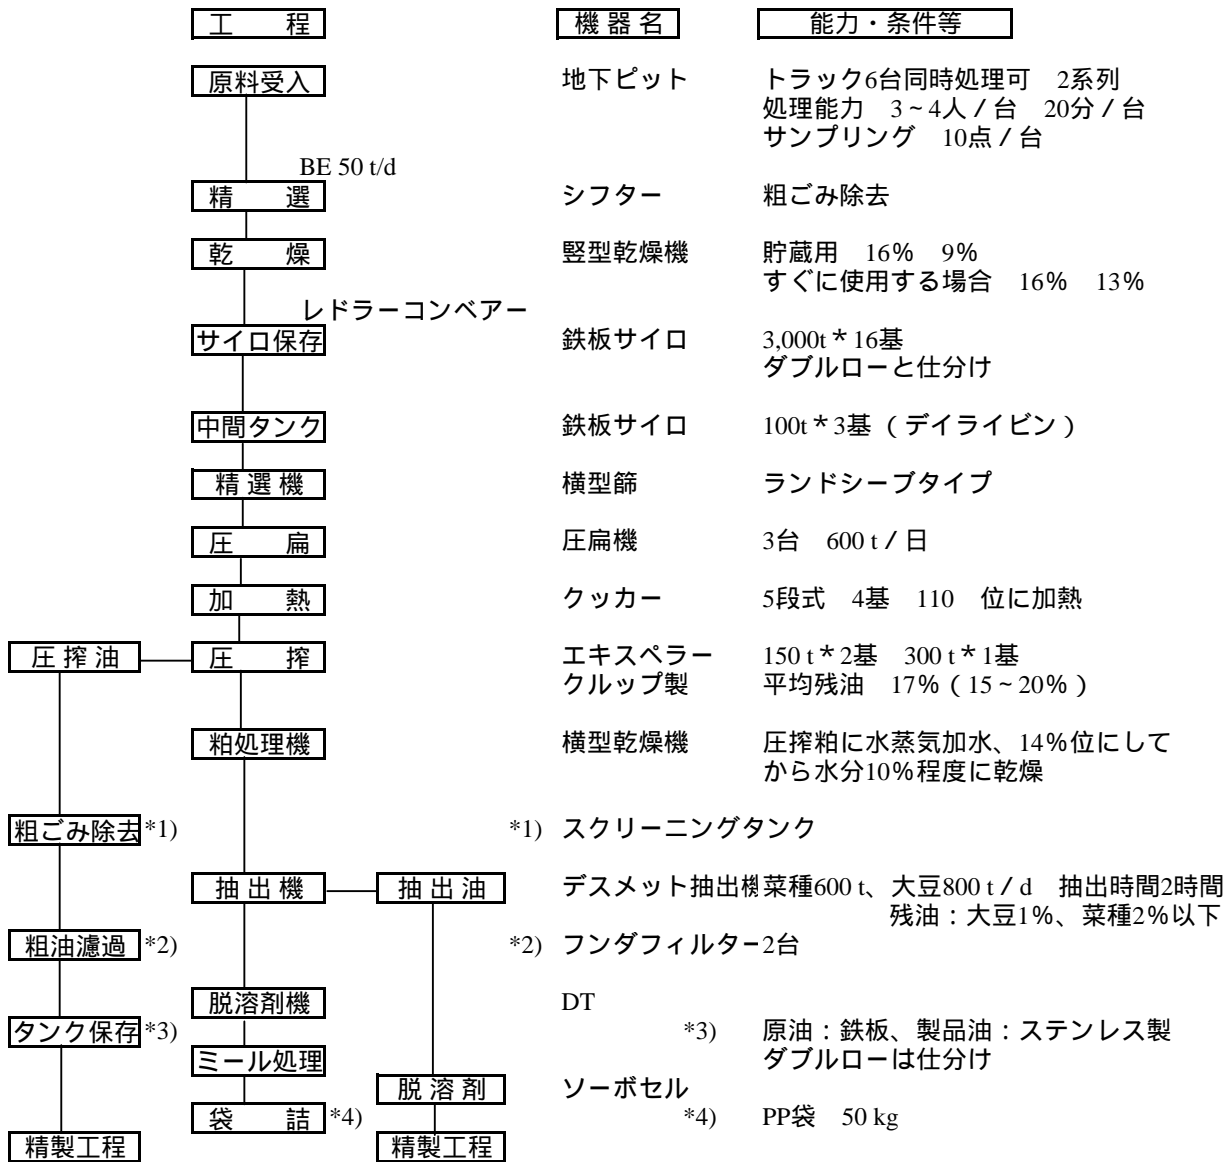 工　程　機器名　能力・条件等
原料受入　地下ピット　トラック6台同時処理可　2系列
処理能力　3~4人/台　20分/台
サンプリング　10点/台
BE 50 t/d
精　選　シフター　粗ごみ除去
乾　燥　竪型乾燥機　貯蔵用　16%　9%
すぐに使用する場合　16%　13%
レドラーコンベアー
サイロ保存　鉄板サイロ　3,000t*16基
ダブルローと仕分け
中間タンク　鉄板サイロ　100t*3基（デイライビン）
精選機　横型篩　ランドシーブタイプ
圧　扁　圧扁機　3台　600 t/日
加　熱　クッカー　5段式　4基　110　位に加熱
圧搾油　圧　搾　エキスペラー　150 t*2基　300 t*1基
クルップ製　平均残油　17%（15~20%）
粕処理機　横型乾燥機　圧搾粕に水蒸気加水、14%位にして
から水分10%程度に乾燥
粗ごみ除去 *1)　*1) スクリーニングタンク
抽出機　抽出油　デスメット抽出機　菜種600 t、大豆800 t/d　抽出時間2時間
残油：大豆1%、菜種2%以下
粗油濾過 *2)　*2) フンダフィルター2台
脱溶剤機　DT
タンク保存 *3)　*3)　原油：鉄板、製品油：ステンレス製
ミール処理　ダブルローは仕分け
脱溶剤　ソーボセル
袋　詰 *4)　*4)　PP袋　50 kg
精製工程　精製工程